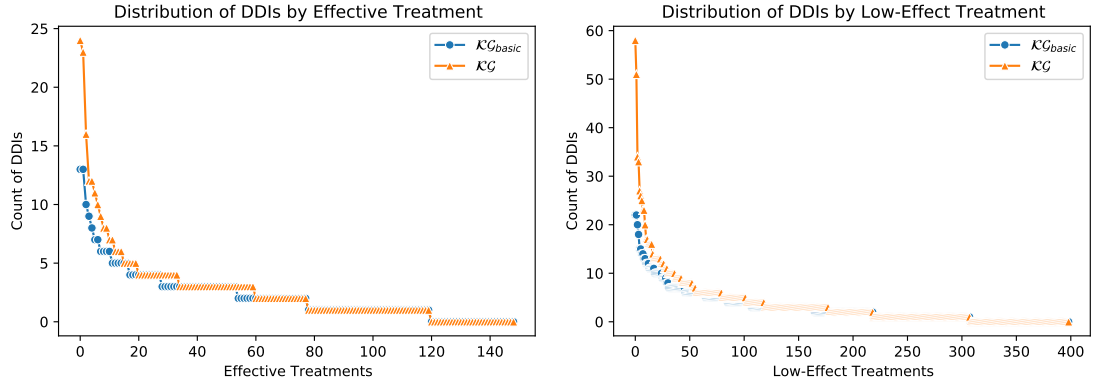 Distribution of DDIs by Effective Treatment
25
20
15
10
5
0
Count of DDIs
0 20 40 60 80 100 120 140
Effective Treatments
𝒦𝒢basic
𝒦𝒢
Distribution of DDIs by Low-Effect Treatment
60
50
40
30
20
10
0
Count of DDIs
0 50 100 150 200 250 300 350 400
Low-Effect Treatments
𝒦𝒢basic
𝒦𝒢